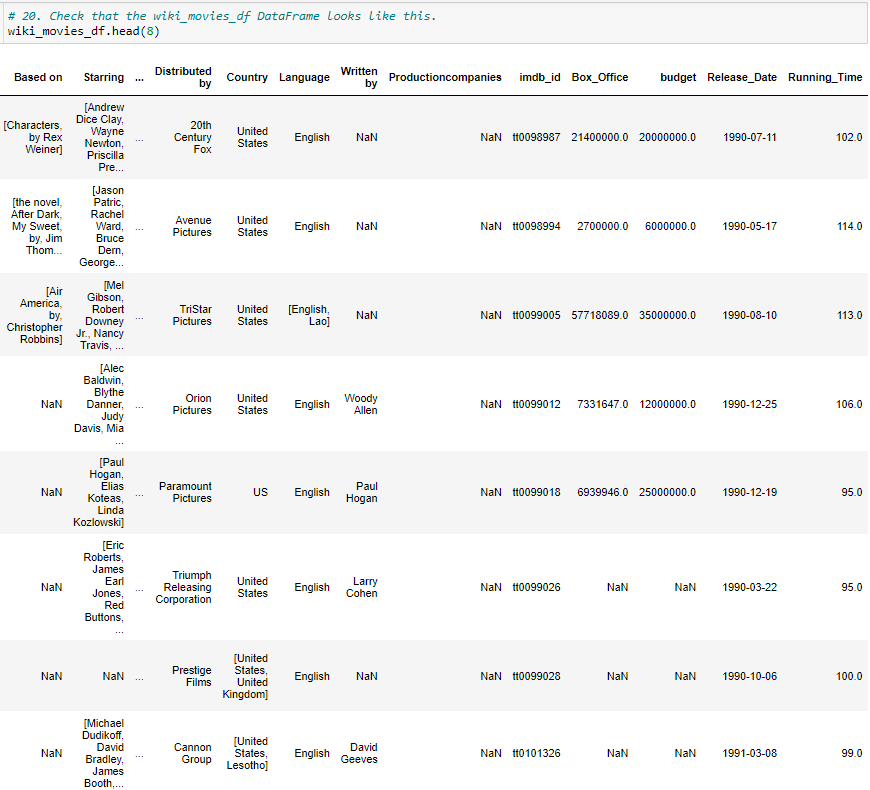 # 20. Check that the wiki_movies_df DataFrame Looks like this.
wiki_movies_df.head(8)
Based on Starring ... Distributed by Country Language Written by Productioncompanies imdb_id Box_Office budget Release_Date Running_Time
[Characters, by Rex Weiner] [Andrew Dice Clay, Wayne Newton, Priscilla Pre... ... 20th Century Fox United States English NaN NaN tt0098987 21400000.0 20000000.0 1990-07-11 102.0
[the novel, After Dark, My Sweet, by, Jim Thom... [Jason Patric, Rachel Ward, Bruce Dern, George... ... Avenue Pictures United States English NaN NaN tt0098994 2700000.0 6000000.0 1990-05-17 114.0
[Air America, by, Christopher Robbins] [Mel Gibson, Robert Downey Jr., Nancy Travis, ... ... TriStar Pictures United States [English, Lao] NaN NaN tt0099005 57718089.0 35000000.0 1990-08-10 113.0
NaN [Alec Baldwin, Blythe Danner, Judy Davis, Mia ... ... Orion Pictures United States English Woody Allen NaN tt0099012 7331647.0 12000000.0 1990-12-25 106.0
NaN [Paul Hogan, Elias Koteas, Linda Kozlowski] ... Paramount Pictures US English Paul Hogan NaN tt0099018 6939946.0 25000000.0 1990-12-19 95.0
NaN [Eric Roberts, James Earl Jones, Red Buttons, ... ... Triumph Releasing Corporation United States English Larry Cohen NaN tt0099026 NaN NaN 1990-03-22 95.0
NaN NaN ... Prestige Films [United States, United Kingdom] English NaN NaN tt0099028 NaN NaN 1990-10-06 100.0
NaN [Michael Dudikoff, David Bradley, James Booth,... ... Cannon Group [United States, Lesotho] English David Geeves NaN tt0101326 NaN NaN 1991-03-08 99.0